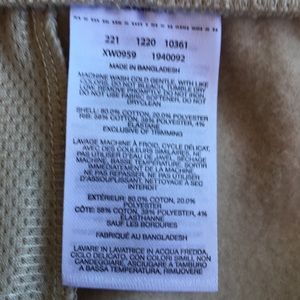 221 1220 10361
XW0959 1940092
MADE IN BANGLADESH
MACHINE WASH COLD GENTLE, WITH LIKE
COLORS, DO NOT BLEACH, TUMBLE DRY
LOW, REMOVE PROMPTLY, DO NOT IRON,
DO NOT USE FABRIC SOFTENER, DO NOT
DRYCLEAN
SHELL: 80.0% COTTON, 20.0% POLYESTER
RIB: 58% COTTON, 38% POLYESTER, 4%
ELASTANE
EXCLUSIVE OF TRIMMING
LAVAGE MACHINE À FROID, CYCLE DÉLICAT,
AVEC DES COULEURS SIMILAIRES, NE
PAS UTILISER D'EAU DE JAVEL, SÉCHAGE
MACHINE, BASSE TEMPÉRATURE, SORTIR
NE PAS REPASSER, NE PAS UTILISER
D'ASSOUPLISSANT, NETTOYAGE À SEC
INTERDIT
EXTÉRIEUR: 80.0% COTON, 20.0%
POLYESTER
CÔTE: 58% COTON, 38% POLYESTER, 4%
ÉLASTHANNE
SAUF LES BORDURES
FABRIQUÉ AU BANGLADESH
LAVARE IN LAVATRICE IN ACQUA FREDDA,
CICLO DELICATO, CON COLORI SIMILI, NON
CANDEGGIARE, ASCIUGARE A TAMBURO
A BASSA TEMPERATURA, RIMUOVERE